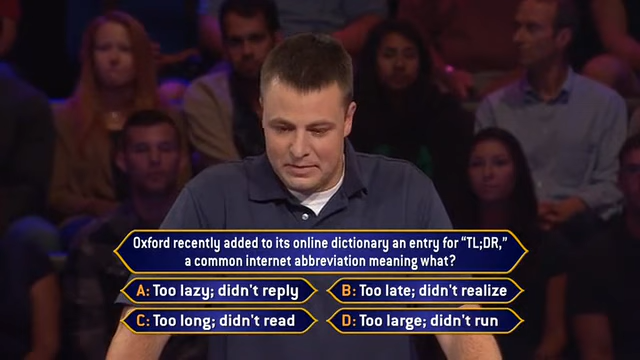 Oxford recently added to its online dictionary an entry for “TL;DR,”
a common internet abbreviation meaning what?
A: Too lazy; didn't reply
B: Too late; didn't realize
C: Too long; didn't read
D: Too large; didn't run